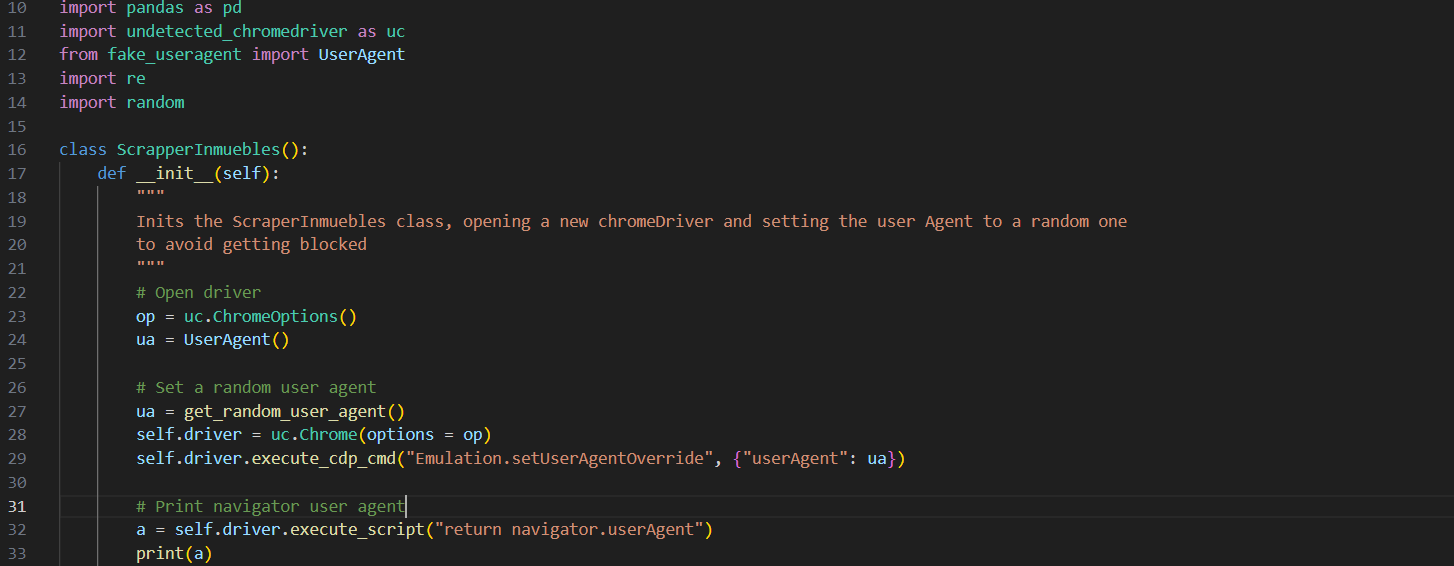 10 import pandas as pd
11 import undetected_chromedriver as uc
12 from fake_useragent import UserAgent
13 import re
14 import random
15
16 class ScrapperInmuebles():
17     def __init__(self):
18         """
19         Inits the ScraperInmuebles class, opening a new chromeDriver and setting the user Agent to a random one
20         to avoid getting blocked
21         """
22         # Open driver
23         op = uc.ChromeOptions()
24         ua = UserAgent()
25
26         # Set a random user agent
27         ua = get_random_user_agent()
28         self.driver = uc.Chrome(options = op)
29         self.driver.execute_cdp_cmd("Emulation.setUserAgentOverride", {"userAgent": ua})
30
31         # Print navigator user agent
32         a = self.driver.execute_script("return navigator.userAgent")
33         print(a)